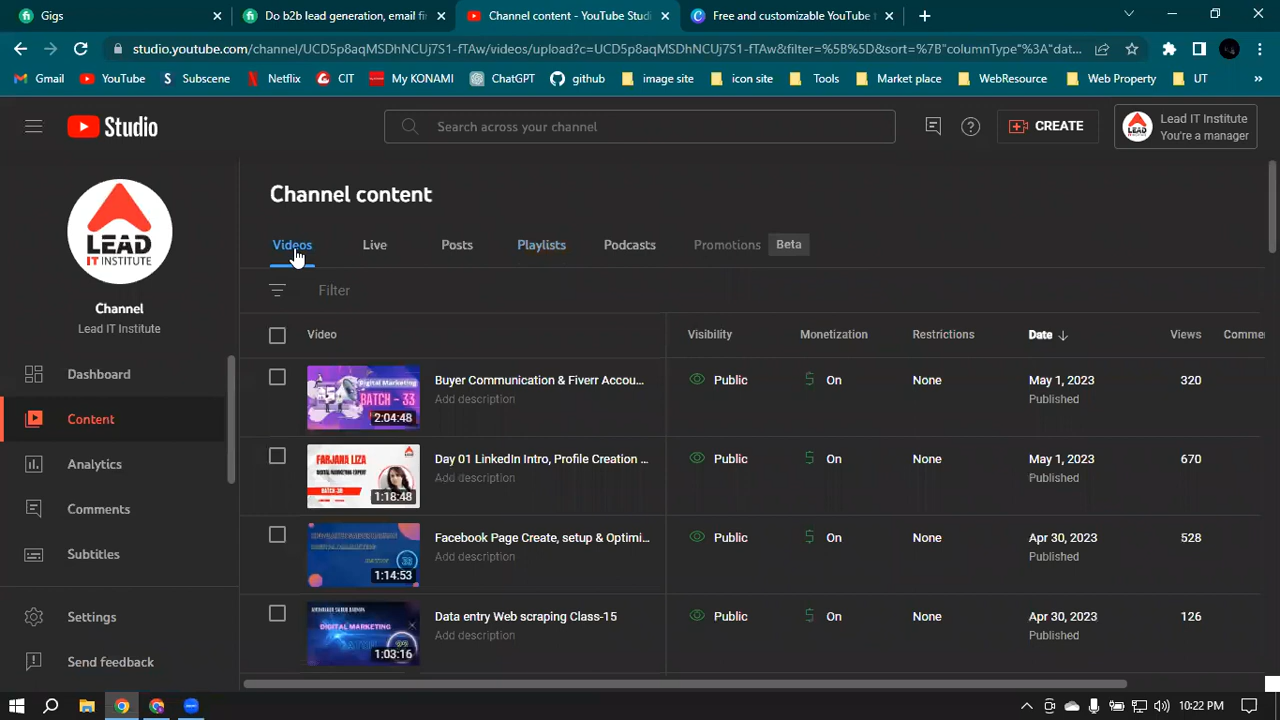 Gigs
Do b2b lead generation, email fi
Channel content - YouTube Studi
Free and customizable YouTube t
studio.youtube.com/channel/UCD5p8aqMSDhNCUj7S1-fTAw/videos/upload?c=UCD5p8aqMSDhNCUj7S1-fTAw&filter=%5B%5D&sort=%7B"columnType"%3A"dat...
Gmail
YouTube
Subscene
Netflix
CIT
My KONAMI
ChatGPT
github
image site
icon site
Tools
Market place
WebResource
Web Property
UT
Studio
Search across your channel
CREATE
Lead IT Institute
You're a manager
LEAD
IT INSTITUTE
Channel
Lead IT Institute
Dashboard
Content
Analytics
Comments
Subtitles
Settings
Send feedback
Channel content
Videos
Live
Posts
Playlists
Podcasts
Promotions
Beta
Filter
Video
Visibility
Monetization
Restrictions
Date
Views
Comme
Digital Marketing
BATCH - 33
2:04:48
Buyer Communication & Fiverr Accou...
Add description
Public
On
None
May 1, 2023
Published
320
FARJANA LIZA
DIGITAL MARKETING EXPERT
1:18:48
Day 01 LinkedIn Intro, Profile Creation ...
Add description
Public
On
None
May 1, 2023
Published
670
1:14:53
Facebook Page Create, setup & Optimi...
Add description
Public
On
None
Apr 30, 2023
Published
328
DIGITAL MARKETING
1:03:16
Data entry Web scraping Class-15
Add description
Public
On
None
Apr 30, 2023
Published
126
10:22 PM